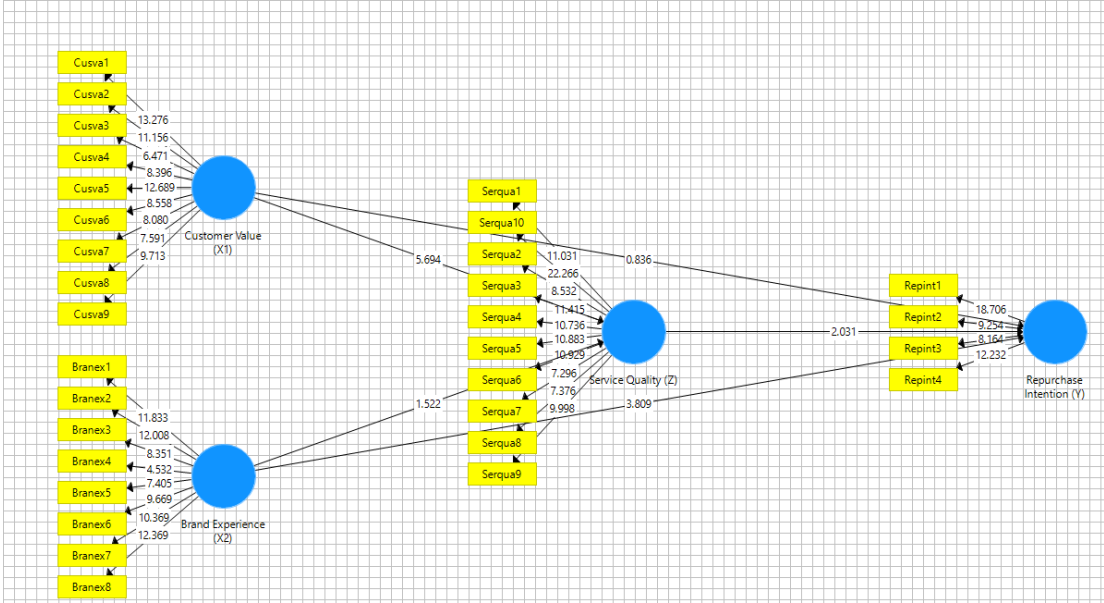 Cusva1
Cusva2
Cusva3
Cusva4
Cusva5
Cusva6
Cusva7
Cusva8
Cusva9
13.276
11.156
6.471
8.396
12.689
8.558
8.080
7.591
9.713
Customer Value
(X1)
Branex1
Branex2
Branex3
Branex4
Branex5
Branex6
Branex7
Branex8
11.833
12.008
8.351
4.532
7.405
9.669
10.369
12.369
Brand Experience
(X2)
5.694
1.522
Serqua1
Serqua10
Serqua2
Serqua3
Serqua4
Serqua5
Serqua6
Serqua7
Serqua8
Serqua9
11.031
22.266
8.532
11.415
10.736
10.883
10.929
7.296
7.376
9.998
Service Quality (Z)
0.836
2.031
3.809
Repint1
Repint2
Repint3
Repint4
18.706
9.254
8.164
12.232
Repurchase
Intention (Y)